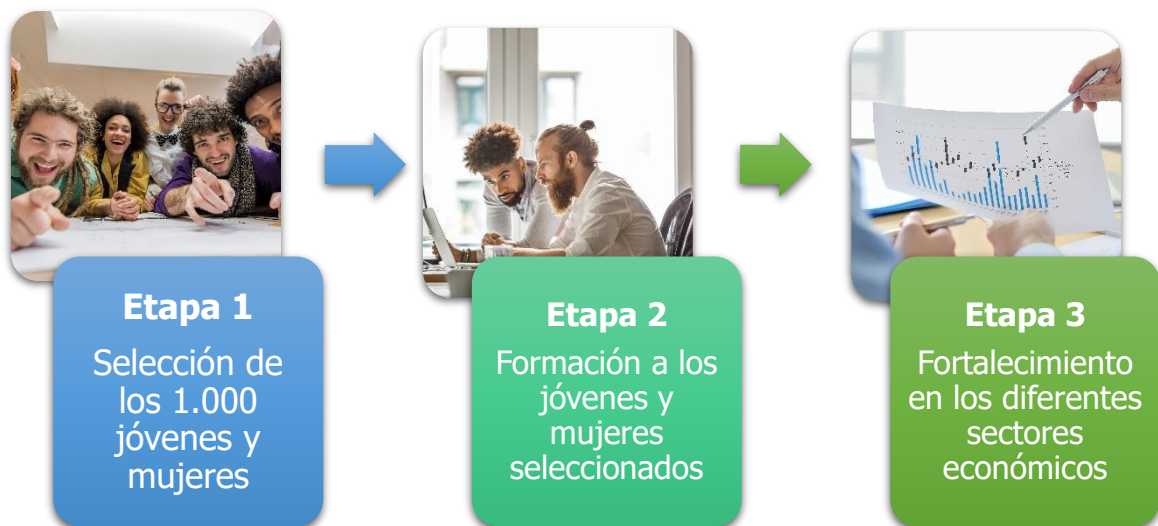 Etapa 1
Selección de
los 1.000
jóvenes y
mujeres
Etapa 2
Formación a los
jóvenes y
mujeres
seleccionados
Etapa 3
Fortalecimiento
en los diferentes
sectores
económicos